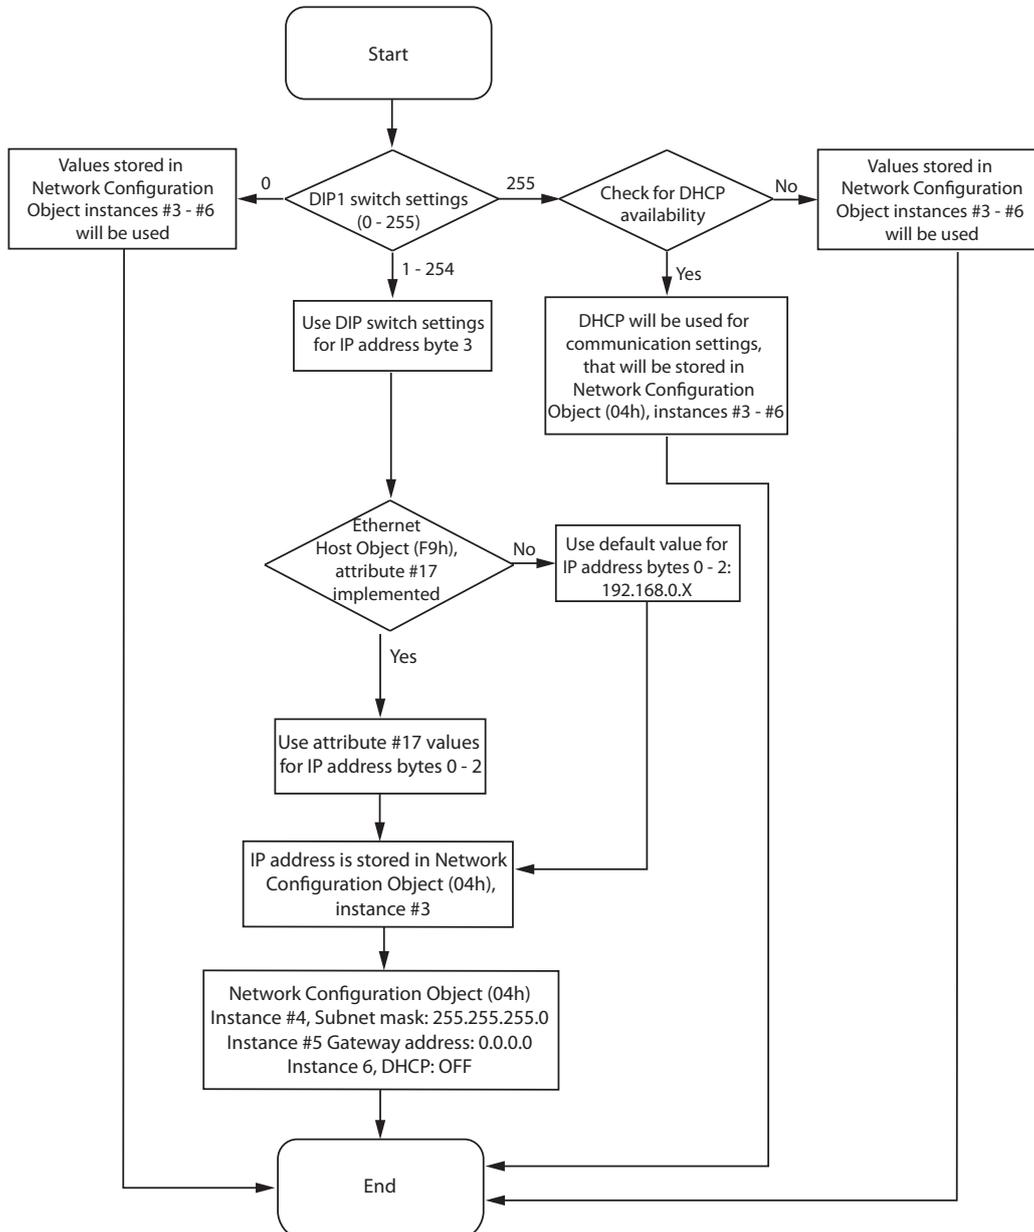 Start
Values stored in
Network Configuration
Object instances #3 - #6
will be used
0
DIP1 switch settings
(0 - 255)
255
Check for DHCP
availability
No
Values stored in
Network Configuration
Object instances #3 - #6
will be used
1 - 254
Yes
Use DIP switch settings
for IP address byte 3
DHCP will be used for
communication settings,
that will be stored in
Network Configuration
Object (04h), instances #3 - #6
Ethernet
Host Object (F9h),
attribute #17
implemented
No
Use default value for
IP address bytes 0 - 2:
192.168.0.X
Yes
Use attribute #17 values
for IP address bytes 0 - 2
IP address is stored in Network
Configuration Object (04h),
instance #3
Network Configuration Object (04h)
Instance #4, Subnet mask: 255.255.255.0
Instance #5 Gateway address: 0.0.0.0
Instance 6, DHCP: OFF
End